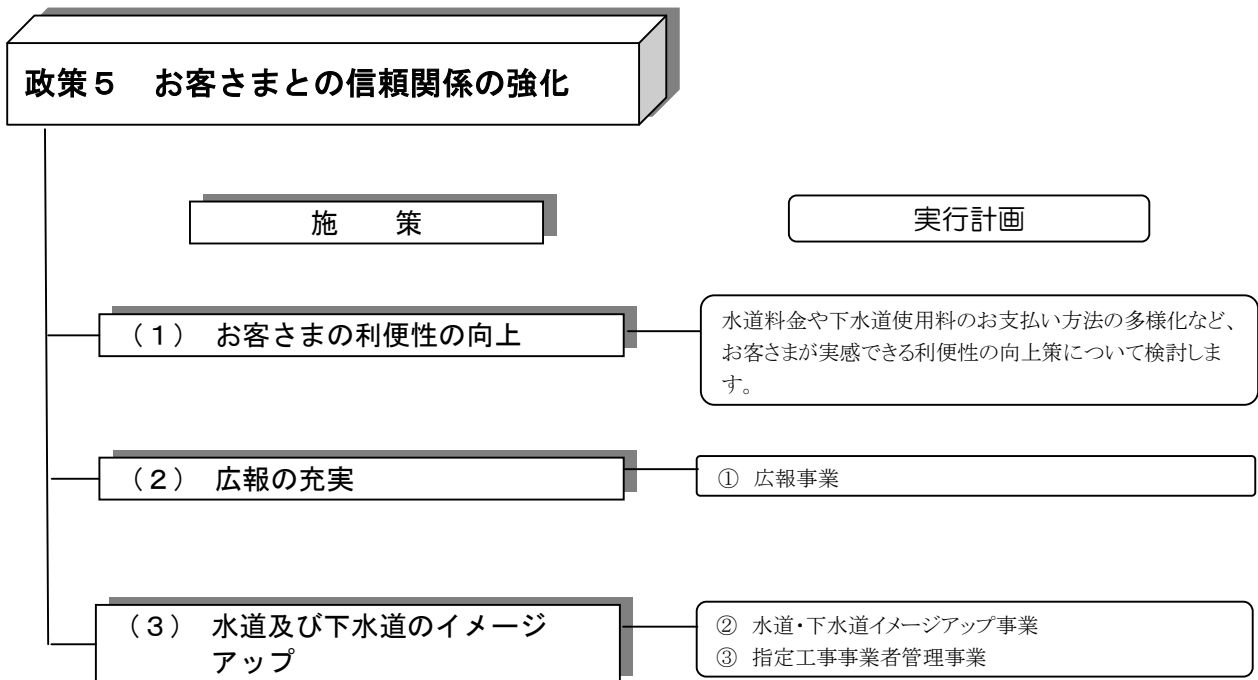 政策５　お客さまとの信頼関係の強化
施　　策
実行計画
（１）　お客さまの利便性の向上
水道料金や下水道使用料のお支払い方法の多様化など、
お客さまが実感できる利便性の向上策について検討しま
す。
（２）　広報の充実
①　広報事業
（３）　水道及び下水道のイメージ
アップ
②　水道・下水道イメージアップ事業
③　指定工事事業者管理事業